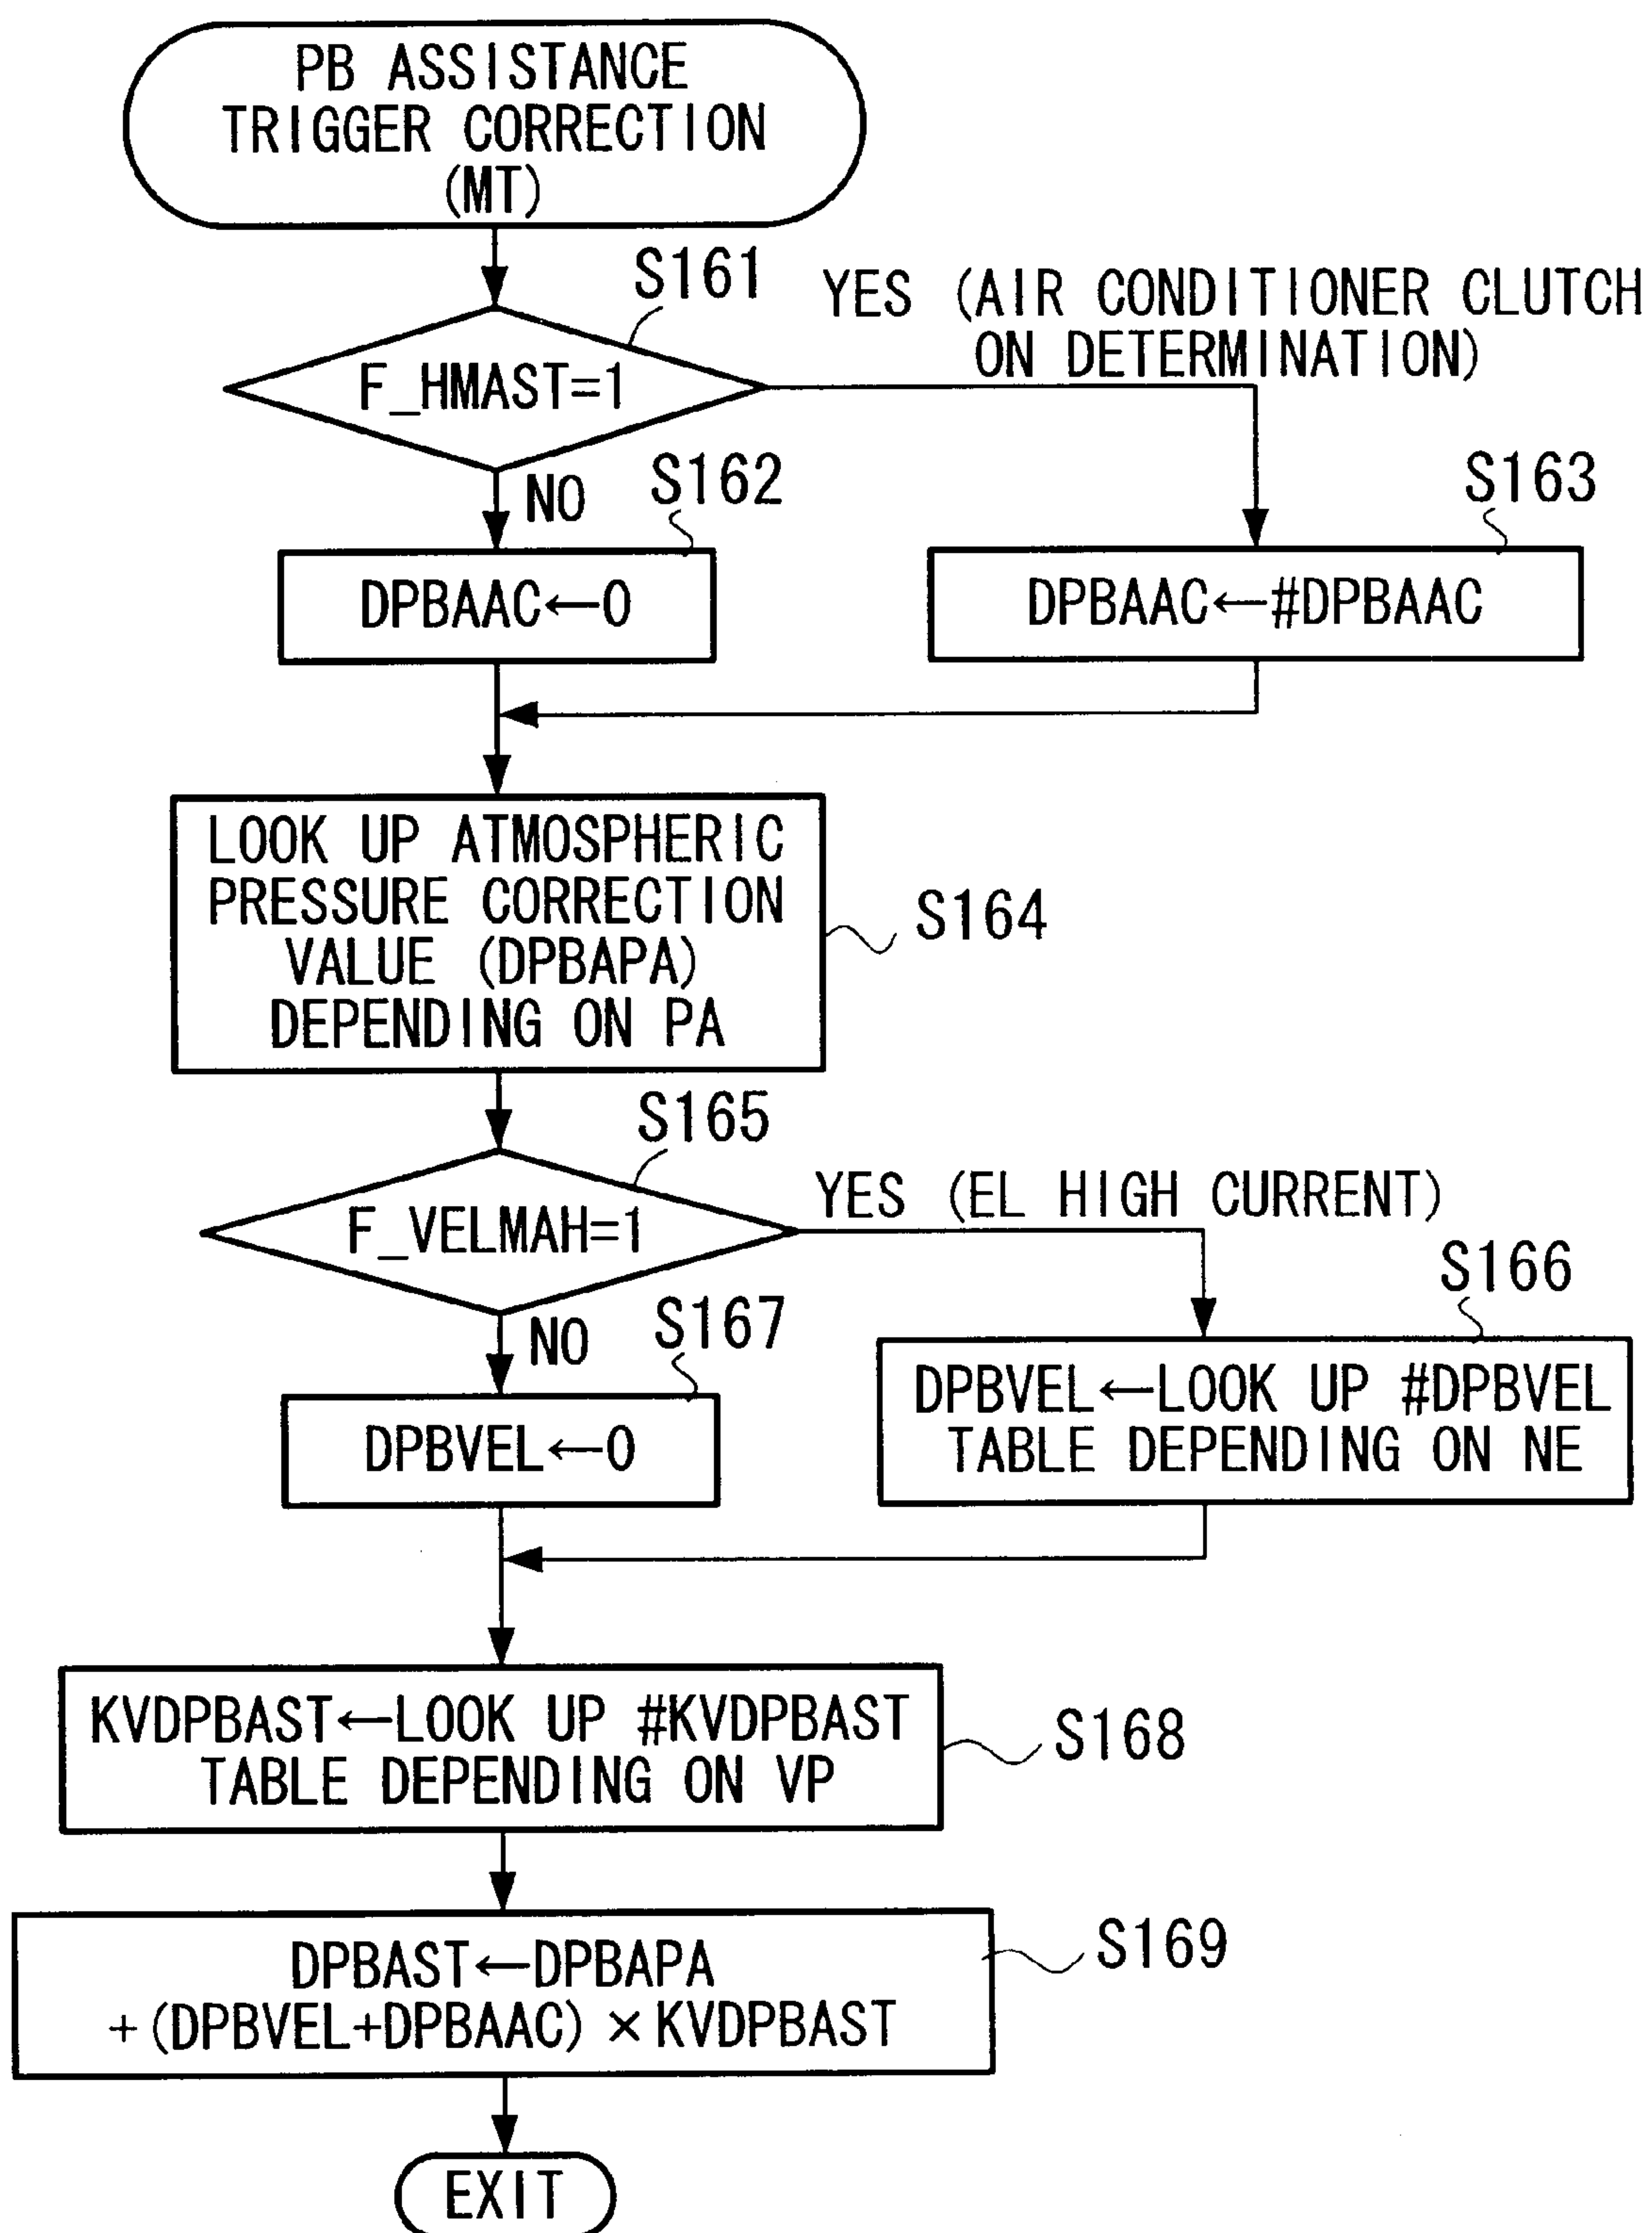 PB ASSISTANCE
TRIGGER CORRECTION
(MT)
S161
YES (AIR CONDITIONER CLUTCH
ON DETERMINATION)
F_HMAST=1
NO
S162
S163
DPBAAC←0
DPBAAC←#DPBAAC
LOOK UP ATMOSPHERIC
PRESSURE CORRECTION
VALUE (DPBAPA)
DEPENDING ON PA
S164
S165
YES (EL HIGH CURRENT)
F_VELMAH=1
NO
S167
S166
DPBVEL←0
DPBVEL←LOOK UP #DPBVEL
TABLE DEPENDING ON NE
KVDPBAST←LOOK UP #KVDPBAST
TABLE DEPENDING ON VP
S168
DPBAST←DPBAPA
+(DPBVEL+DPBAAC)×KVDPBAST
S169
EXIT